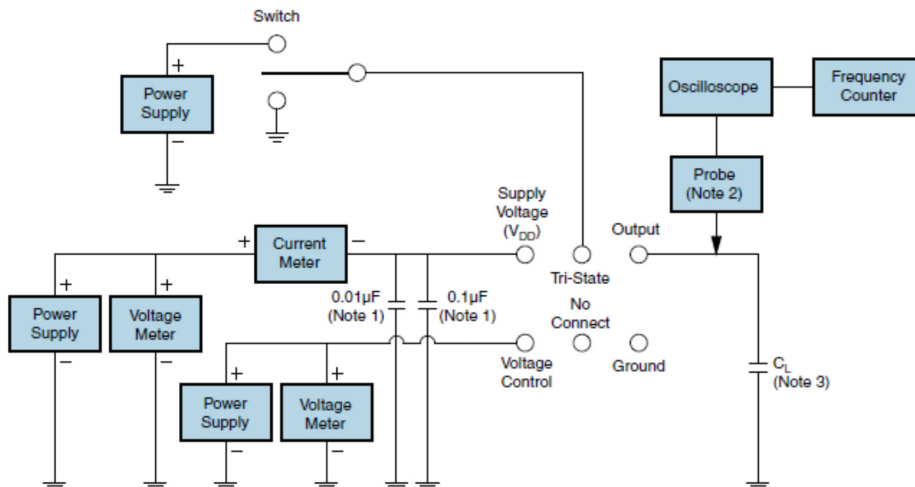 Switch
+
Power
Supply
−
Oscilloscope
Frequency
Counter
Probe
(Note 2)
Supply
Voltage
(V_DD)
Output
+
Current
Meter
−
Tri-State
0.01µF
(Note 1)
0.1µF
(Note 1)
No
Connect
+
Power
Supply
−
+
Voltage
Meter
−
Voltage
Control
Ground
+
Power
Supply
−
+
Voltage
Meter
−
C_L
(Note 3)